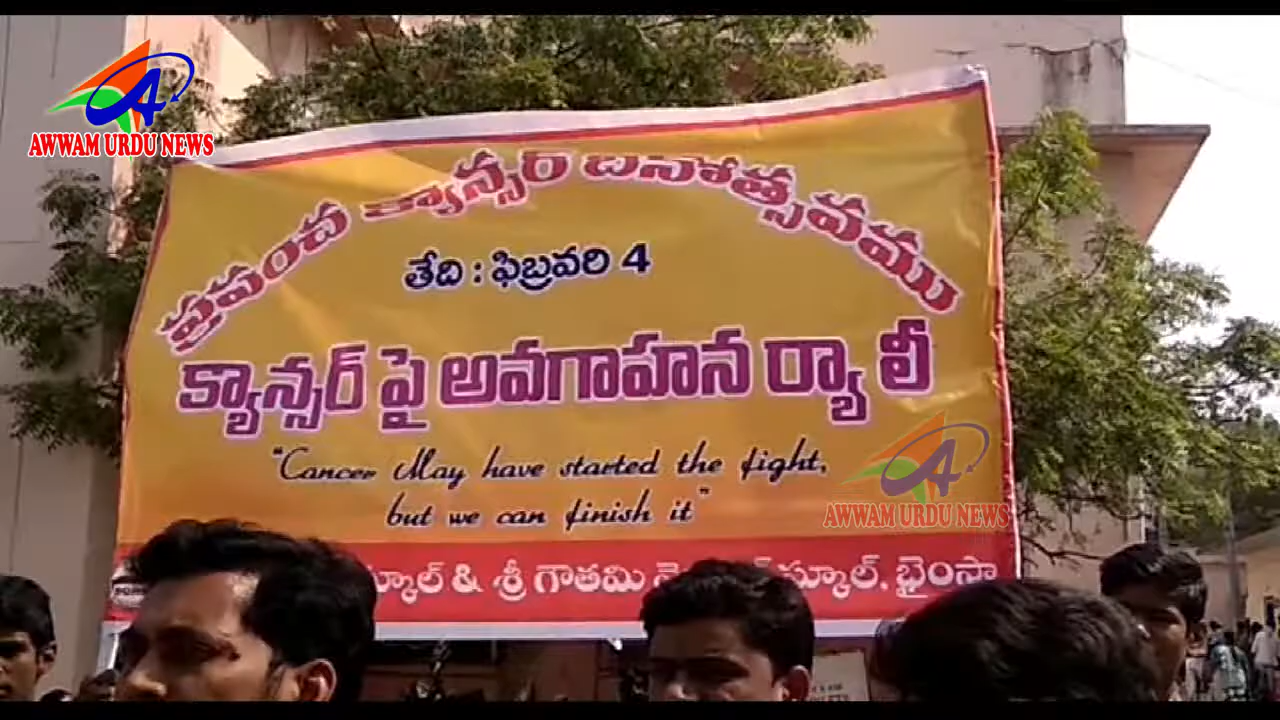 AWWAM URDU NEWS
ప్రపంచ క్యాన్సర్ దినోత్సవము
తేది : ఫిబ్రవరి 4
క్యాన్సర్ పై అవగాహన ర్యాలీ
"Cancer May have started the fight,
but we can finish it"
AWWAM URDU NEWS
స్కూల్ & శ్రీ గౌతమి స్కూల్, భైంసా